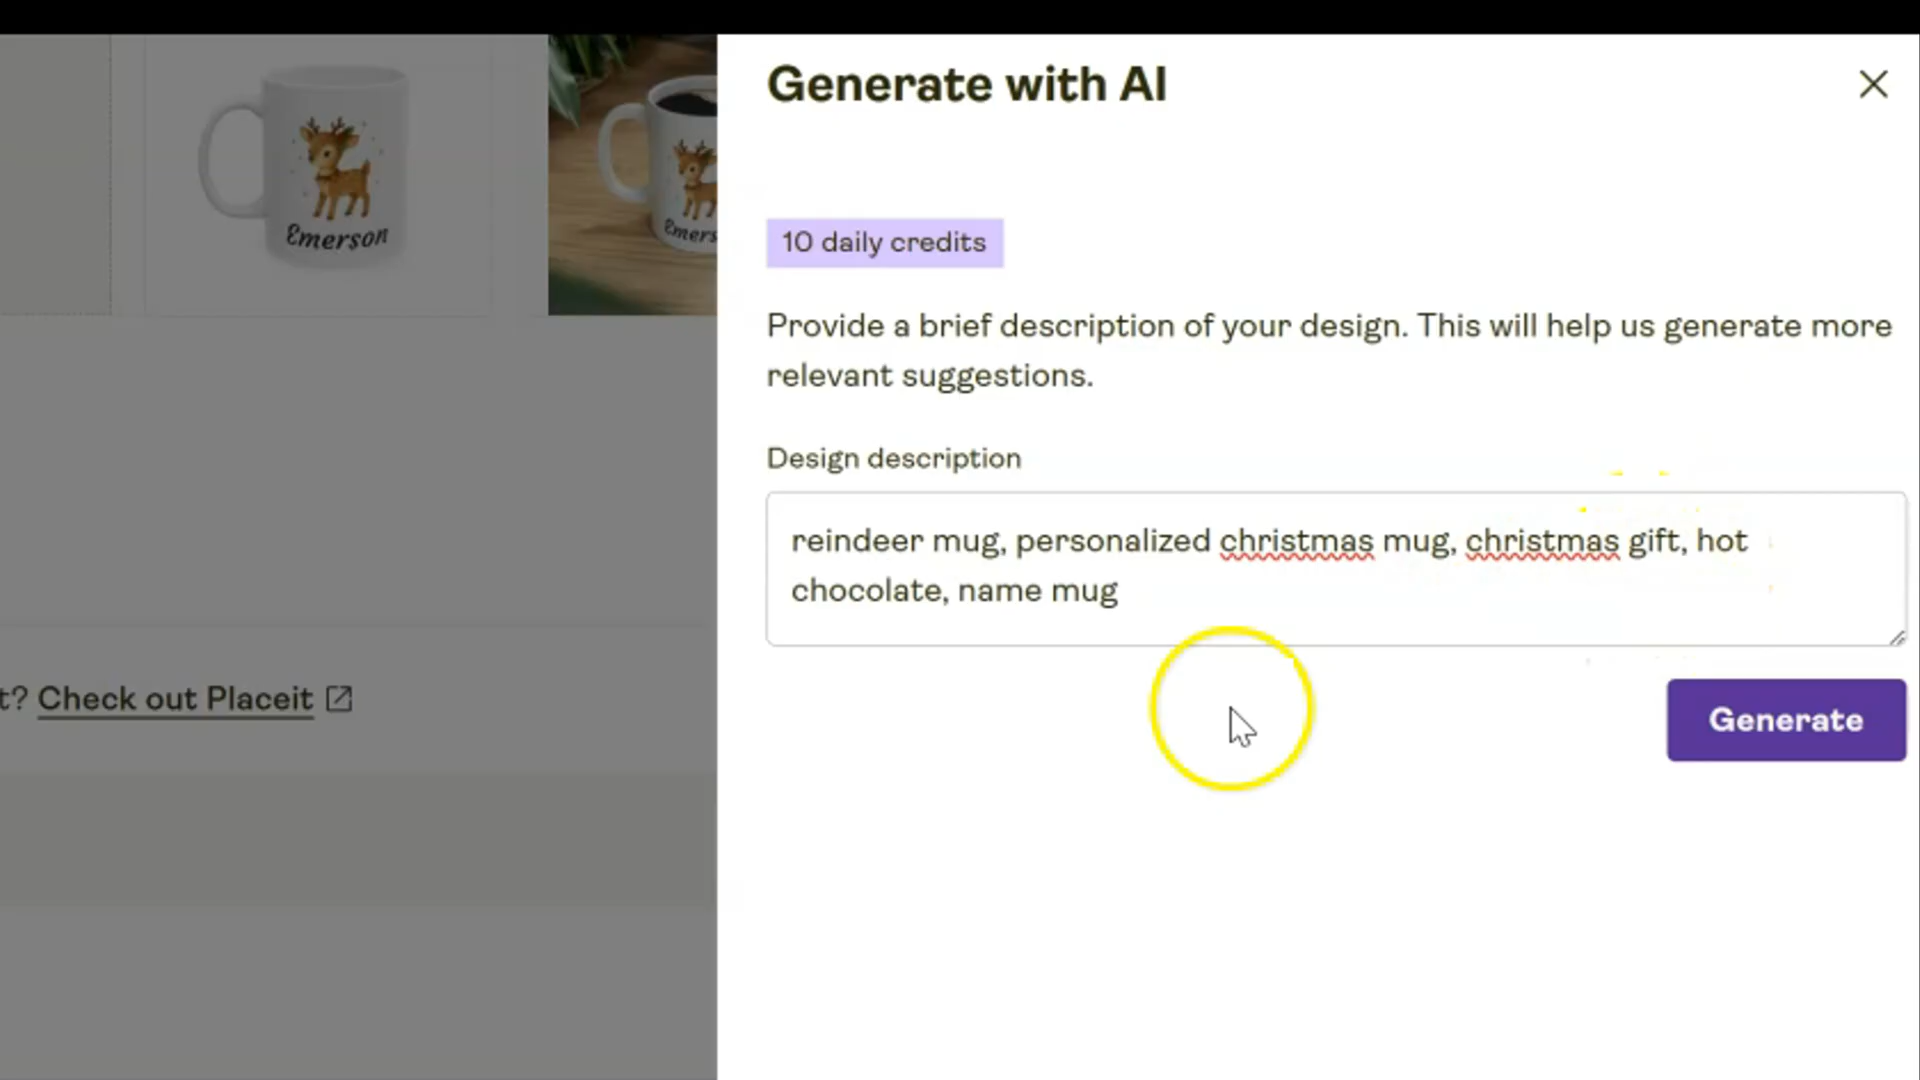 Generate with AI
10 daily credits
Provide a brief description of your design. This will help us generate more
relevant suggestions.
Design description
reindeer mug, personalized christmas mug, christmas gift, hot
chocolate, name mug
Generate
Emerson
Emers
t? Check out Placeit